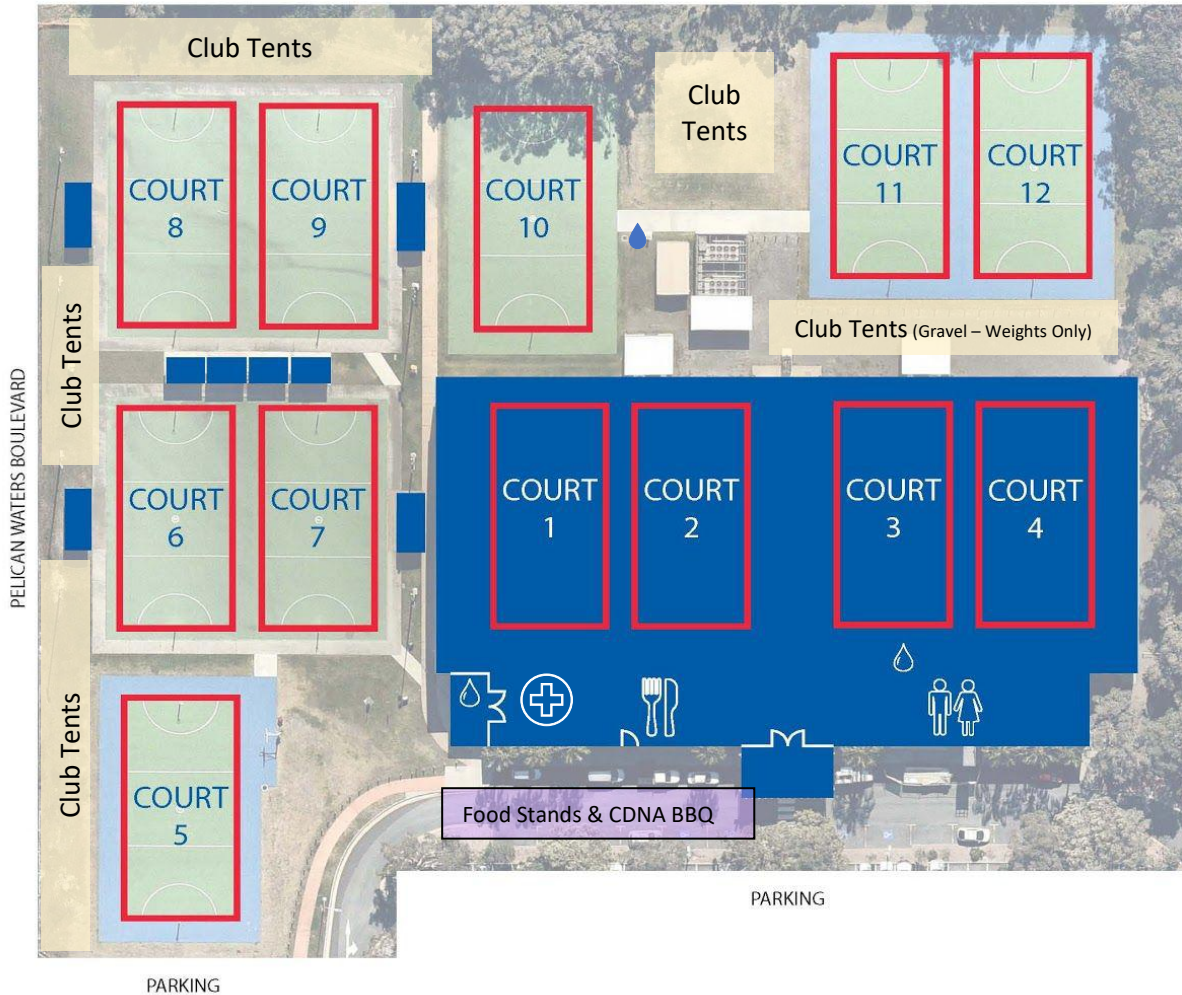 Club Tents
Club
Tents
COURT
8
COURT
9
COURT
10
COURT
11
COURT
12
Club Tents
Club Tents (Gravel – Weights Only)
PELICAN WATERS BOULEVARD
COURT
6
COURT
7
COURT
1
COURT
2
COURT
3
COURT
4
Club Tents
COURT
5
Food Stands & CDNA BBQ
PARKING
PARKING